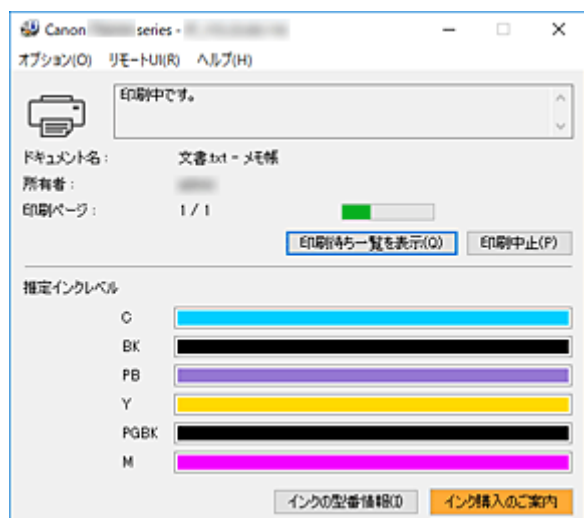 Canon series -
オプション(O) リモートUI(R) ヘルプ(H)
印刷中です。
ドキュメント名: 文書.txt - メモ帳
所有者:
印刷ページ: 1 / 1
印刷待ち一覧を表示(Q) 印刷中止(P)
推定インクレベル
C
BK
PB
Y
PGBK
M
インクの型番情報(I) インク購入のご案内